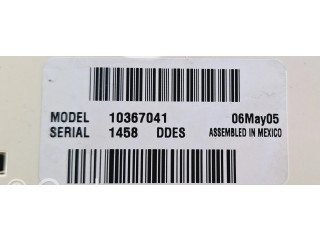 MODEL 10367041 06May05
SERIAL 1458 DDES ASSEMBLED IN MEXICO